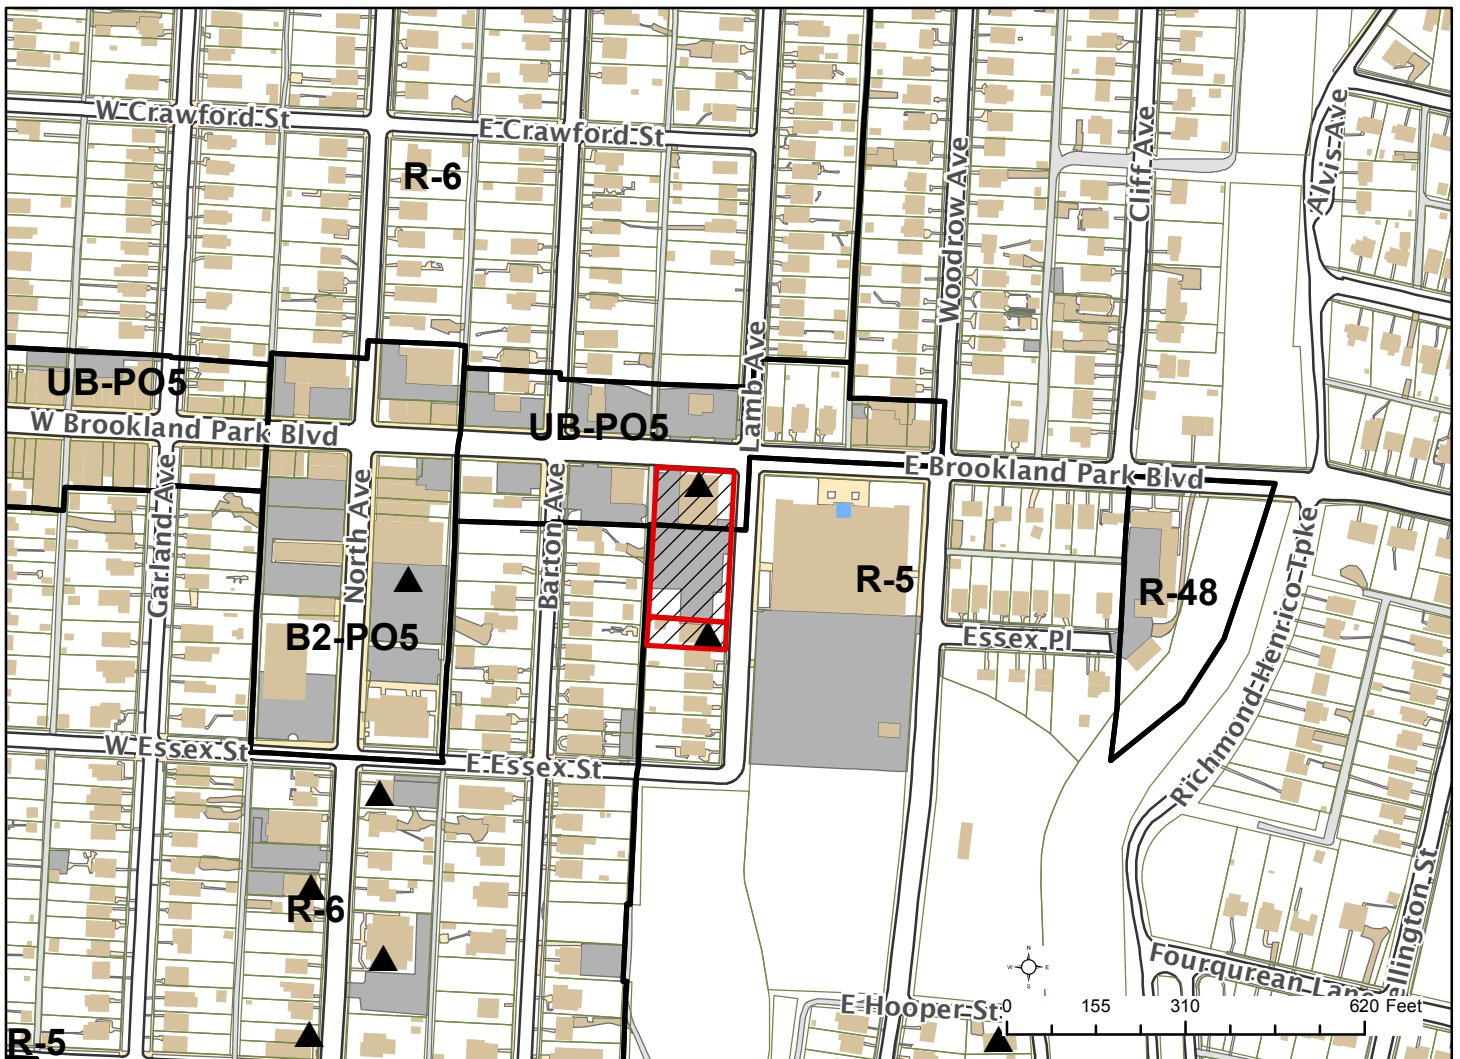 W Crawford St
E Crawford St
R-6
Woodrow Ave
Cliff Ave
Alvis Ave
UB-PO5
UB-PO5
Lamb Ave
W Brookland Park Blvd
E Brookland Park Blvd
Garland Ave
North Ave
Barton Ave
R-5
R-48
B2-PO5
Essex Pl
Richmond-Henrico Tpke
W Essex St
E Essex St
R-6
llington St
Fourqurean Lane
N
W E
S
E Hooper St
0 155 310 620 Feet
R-5